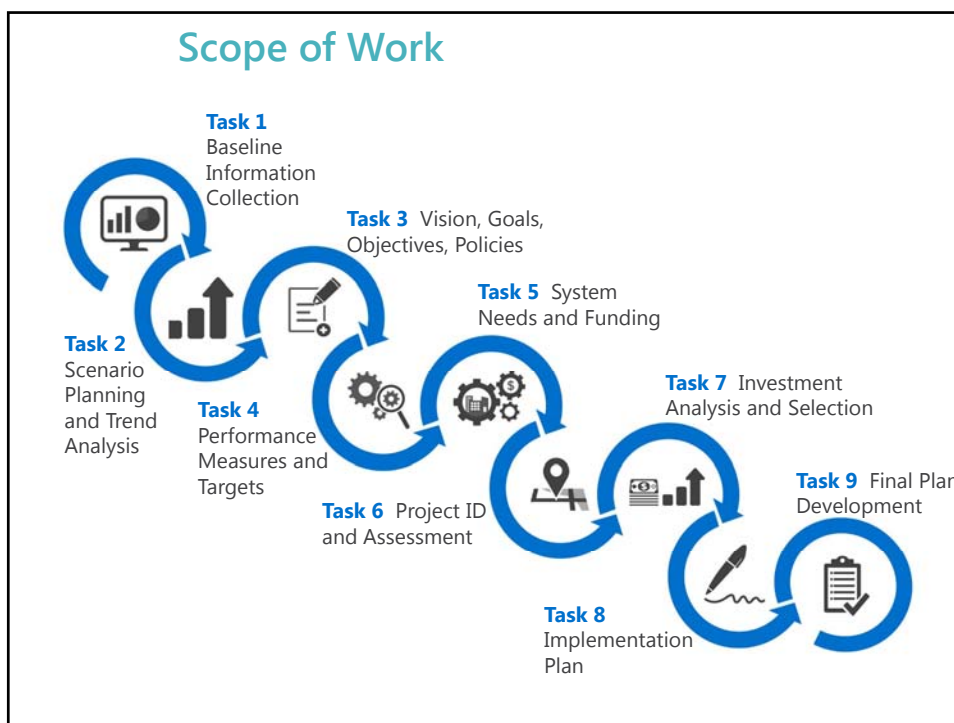 Scope of Work
Task 1
Baseline
Information
Collection
Task 2
Scenario
Planning
and Trend
Analysis
Task 3 Vision, Goals,
Objectives, Policies
Task 4
Performance
Measures and
Targets
Task 5 System
Needs and Funding
Task 6 Project ID
and Assessment
Task 7 Investment
Analysis and Selection
Task 8
Implementation
Plan
Task 9 Final Plan
Development